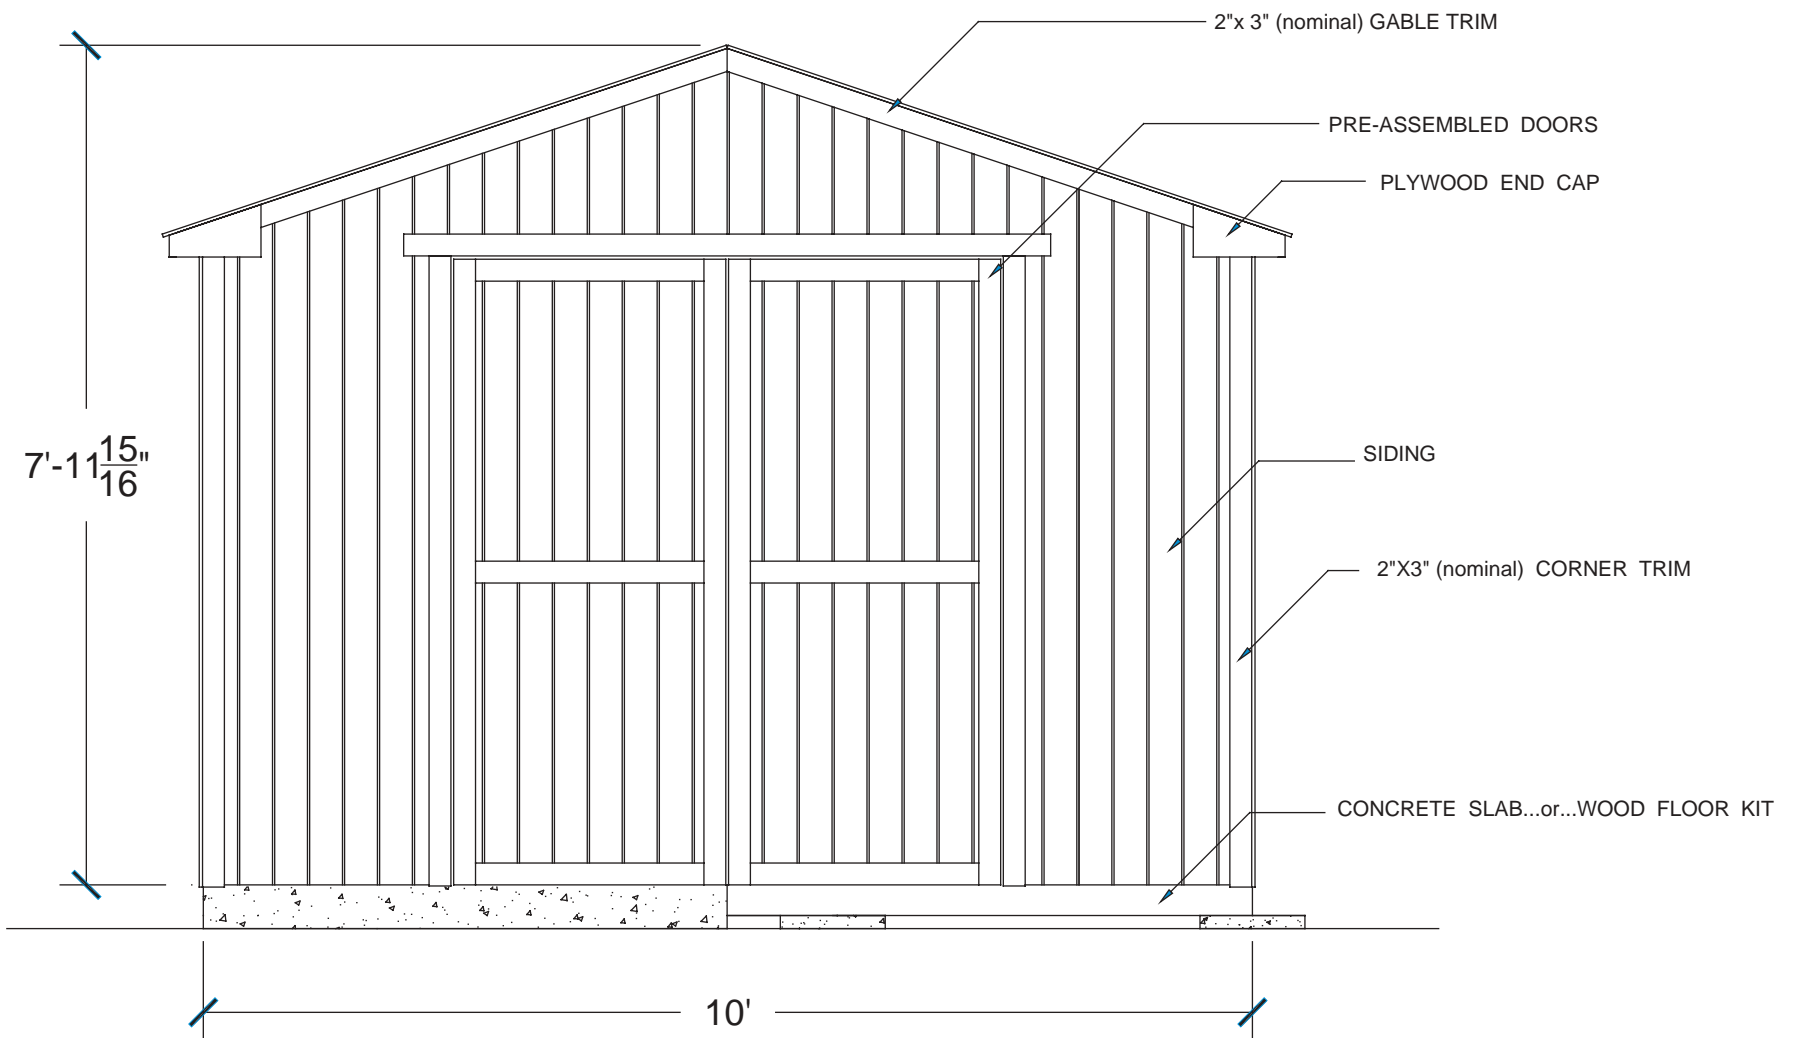 2"x 3" (nominal) GABLE TRIM
PRE-ASSEMBLED DOORS
PLYWOOD END CAP
7'-11 15/16"
SIDING
2"X3" (nominal) CORNER TRIM
CONCRETE SLAB...or...WOOD FLOOR KIT
10'